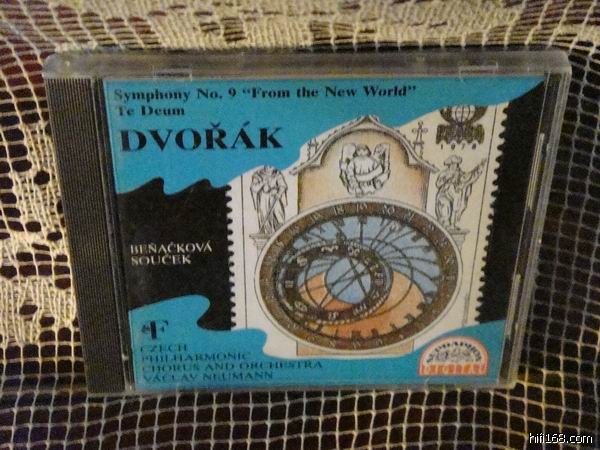 Symphony No. 9 "From the New World"
Te Deum
DVOŘÁK
PRAGA
BEŇAČKOVÁ
SOUČEK
CZECH
PHILHARMONIC
CHORUS AND ORCHESTRA
VÁCLAV NEUMANN
SUPRAPHON
DIGITAL
hifi168.com